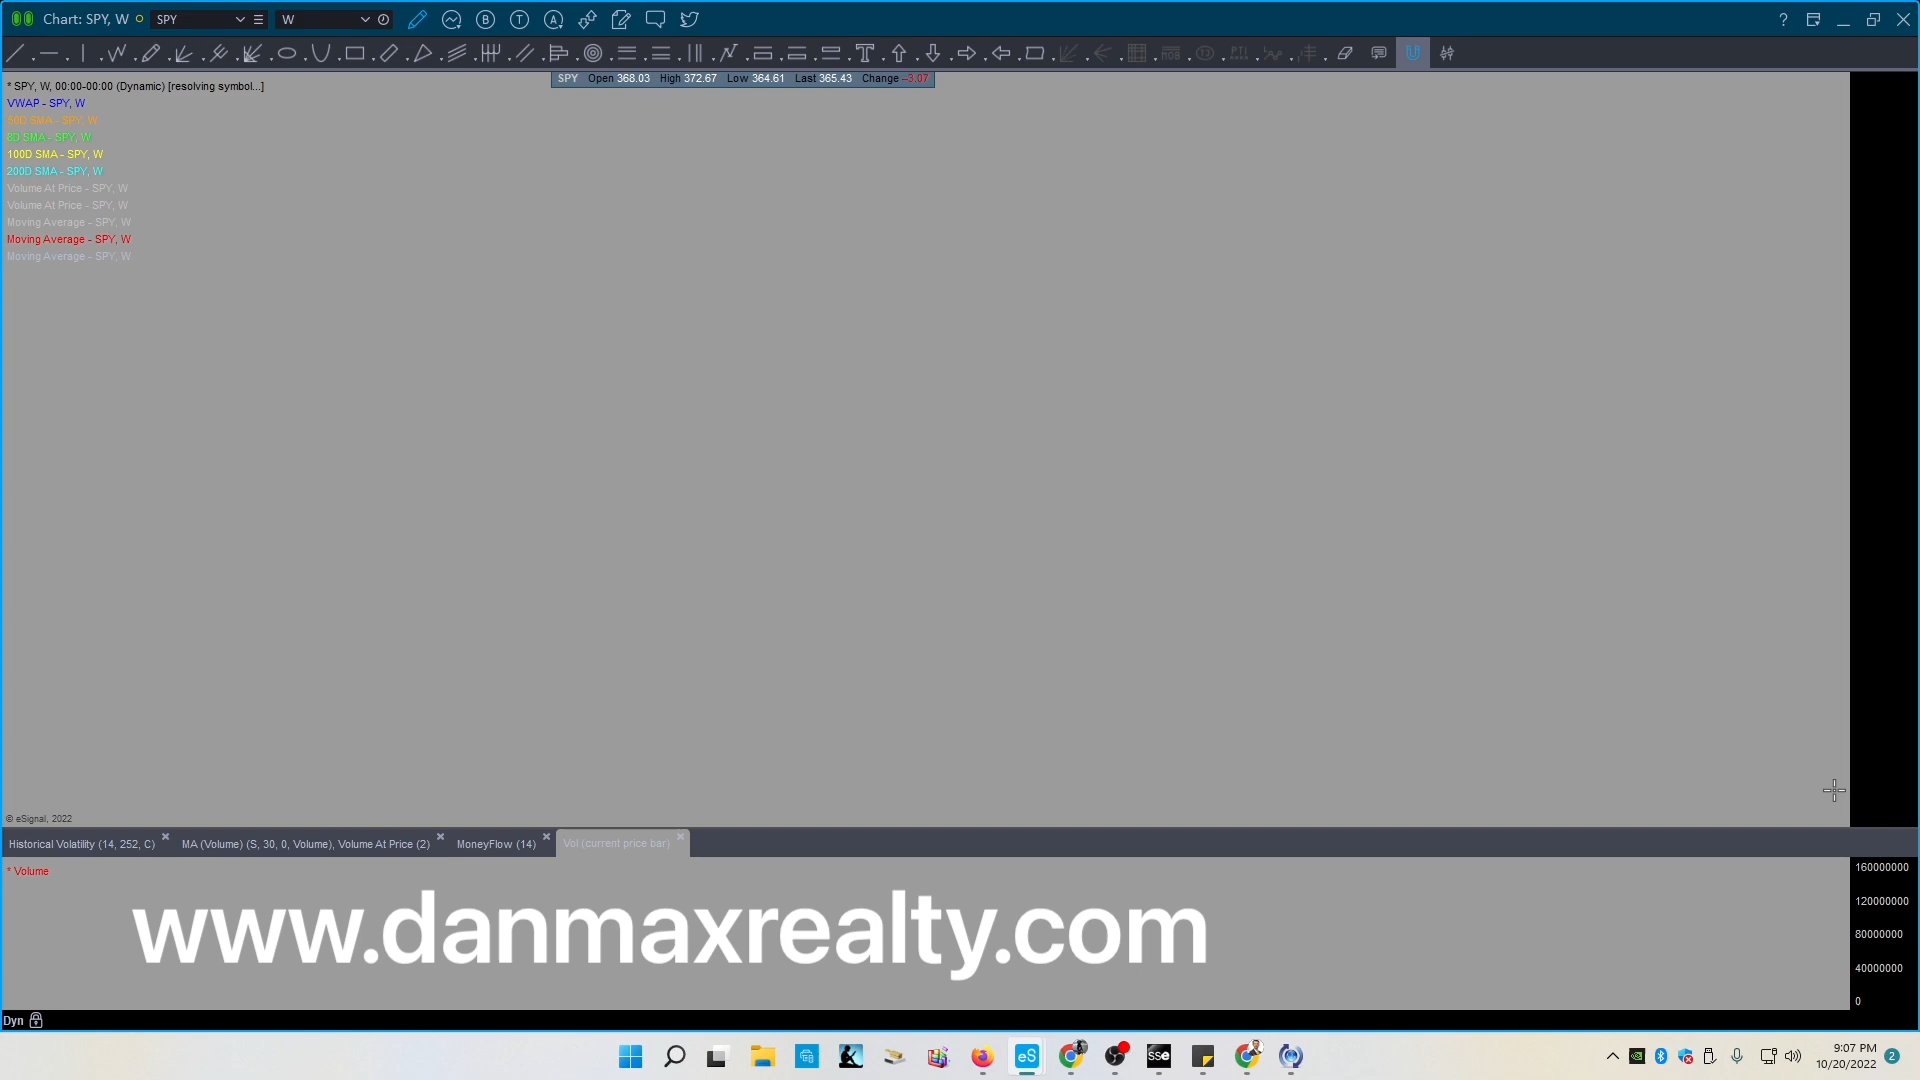 Chart: SPY, W SPY W
* SPY, W, 00:00-00:00 (Dynamic) [resolving symbol...]
SPY Open 368.03 High 372.67 Low 364.61 Last 365.43 Change -3.07
VWAP - SPY, W
50D SMA - SPY, W
8D SMA - SPY, W
100D SMA - SPY, W
200D SMA - SPY, W
Volume At Price - SPY, W
Volume At Price - SPY, W
Moving Average - SPY, W
Moving Average - SPY, W
Moving Average - SPY, W
© eSignal, 2022
Historical Volatility (14, 252, C) MA (Volume) (S, 30, 0, Volume), Volume At Price (2) MoneyFlow (14) Vol (current price bar)
* Volume
160000000
120000000
80000000
40000000
0
www.danmaxrealty.com
Dyn
eS
sse
9:07 PM
10/20/2022
2